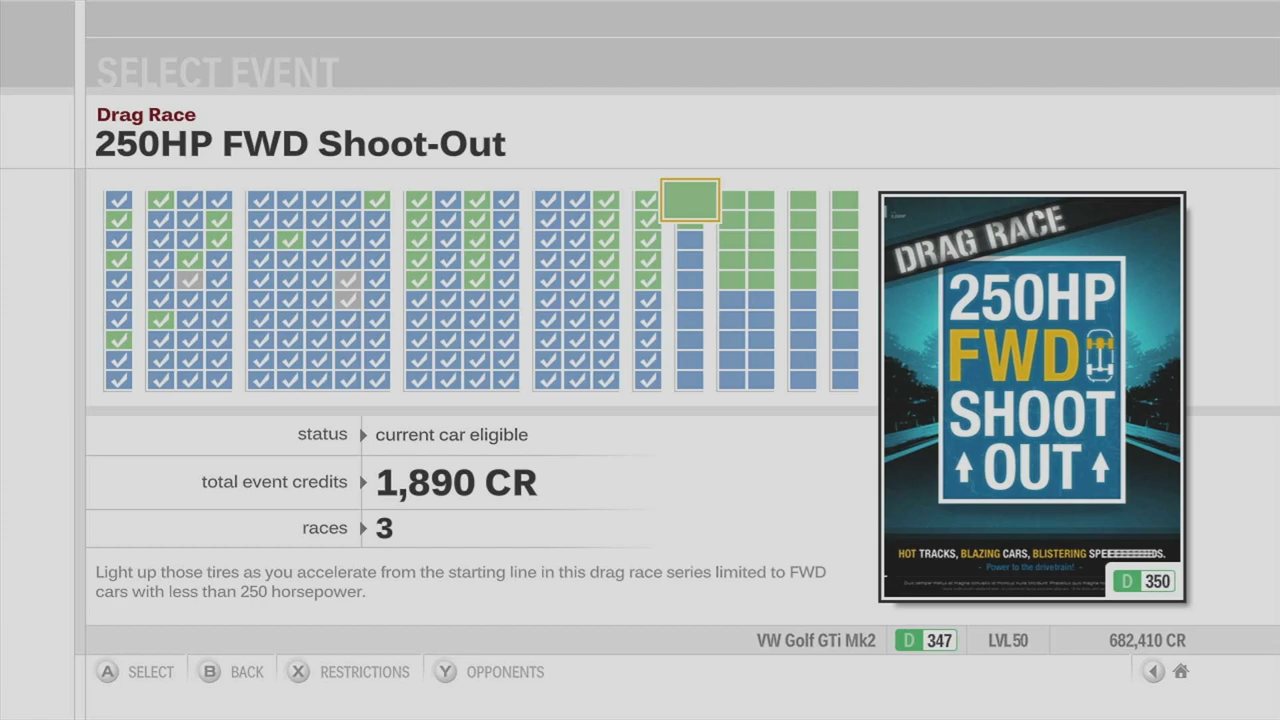 SELECT EVENT
Drag Race
250HP FWD Shoot-Out
DRAG RACE
250HP
FWD
SHOOT
OUT
HOT TRACKS, BLAZING CARS, BLISTERING SPEEEEEEEEDS.
- Power to the drivetrain! -
D 350
status
current car eligible
total event credits
1,890 CR
races
3
Light up those tires as you charge from the starting line in this drag race series limited to FWD
cars with less than 250 horsepower.
VW Golf GTi Mk2
D 347
LVL50
682,410 CR
A SELECT
B BACK
X RESTRICTIONS
Y OPPONENTS